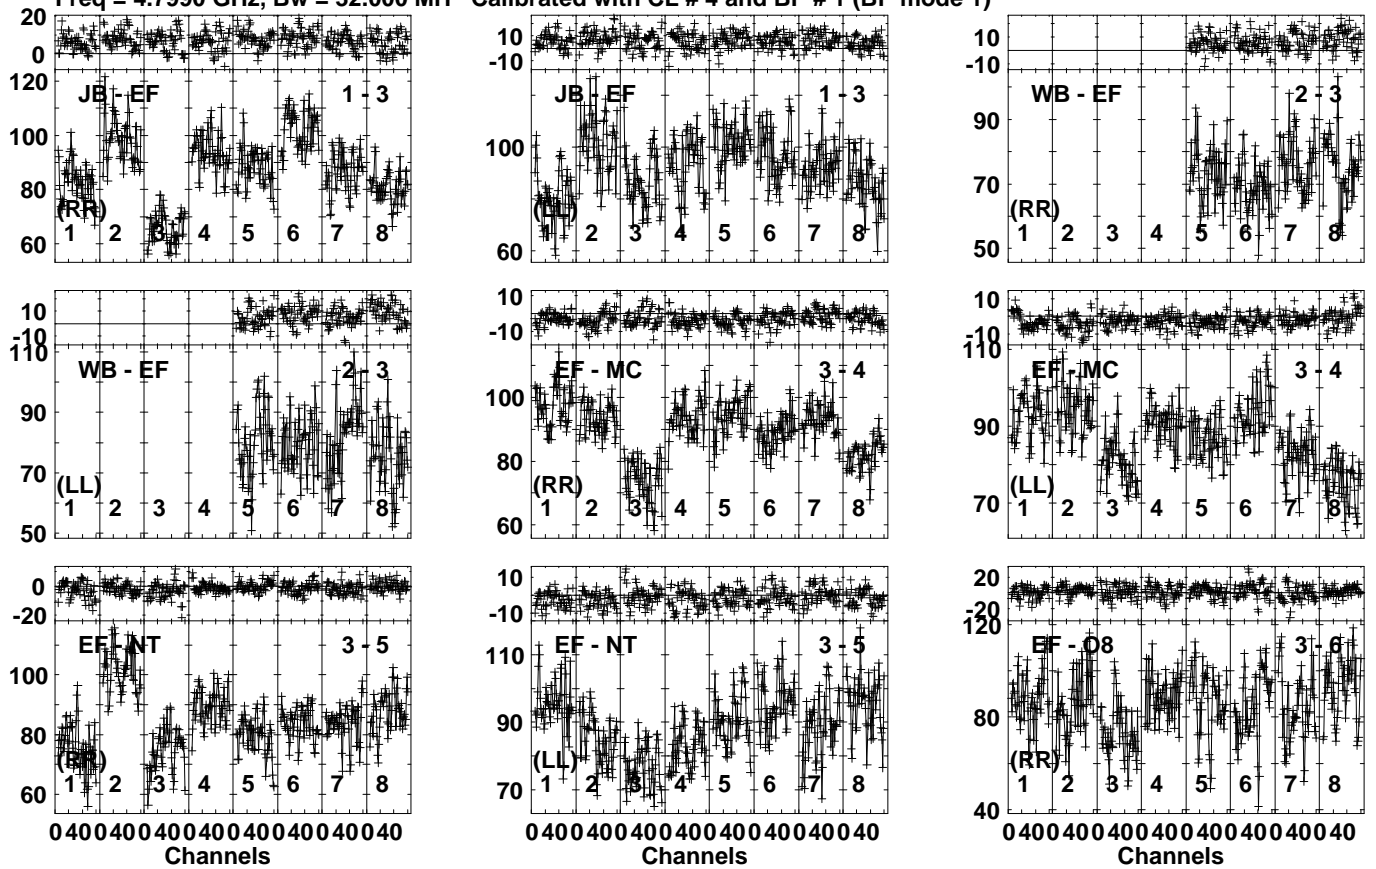 Freq = 4.7990 GHz, Bw = 32.000 MH Calibrated with CL # 4 and BP # 1 (BP mode 1)
20 0 10 -10 10 -10
120 100 80 60 JB - EF 1 - 3 (RR) 1 2 3 4 5 6 7 8
100 60 JB - EF 1 - 3 (LL) 1 2 3 4 5 6 7 8
90 70 50 WB - EF 2 - 3 (RR) 1 2 3 4 5 6 7 8
10 -10 10 -10 10 -10
110 90 70 50 WB - EF 2 - 3 (LL) 1 2 3 4 5 6 7 8
100 80 60 EF - MC 3 - 4 (RR) 1 2 3 4 5 6 7 8
110 90 70 EF - MC 3 - 4 (LL) 1 2 3 4 5 6 7 8
0 -20 10 -10 20 -20
100 80 60 EF - NT 3 - 5 (RR) 1 2 3 4 5 6 7 8
110 90 70 EF - NT 3 - 5 (LL) 1 2 3 4 5 6 7 8
120 80 40 EF - O8 3 - 6 (RR) 1 2 3 4 5 6 7 8
0 40 0 40 0 40 0 40 0 40 0 40 0 40 0 40
Channels
0 40 0 40 0 40 0 40 0 40 0 40 0 40 0 40
Channels
0 40 0 40 0 40 0 40 0 40 0 40 0 40 0 40
Channels